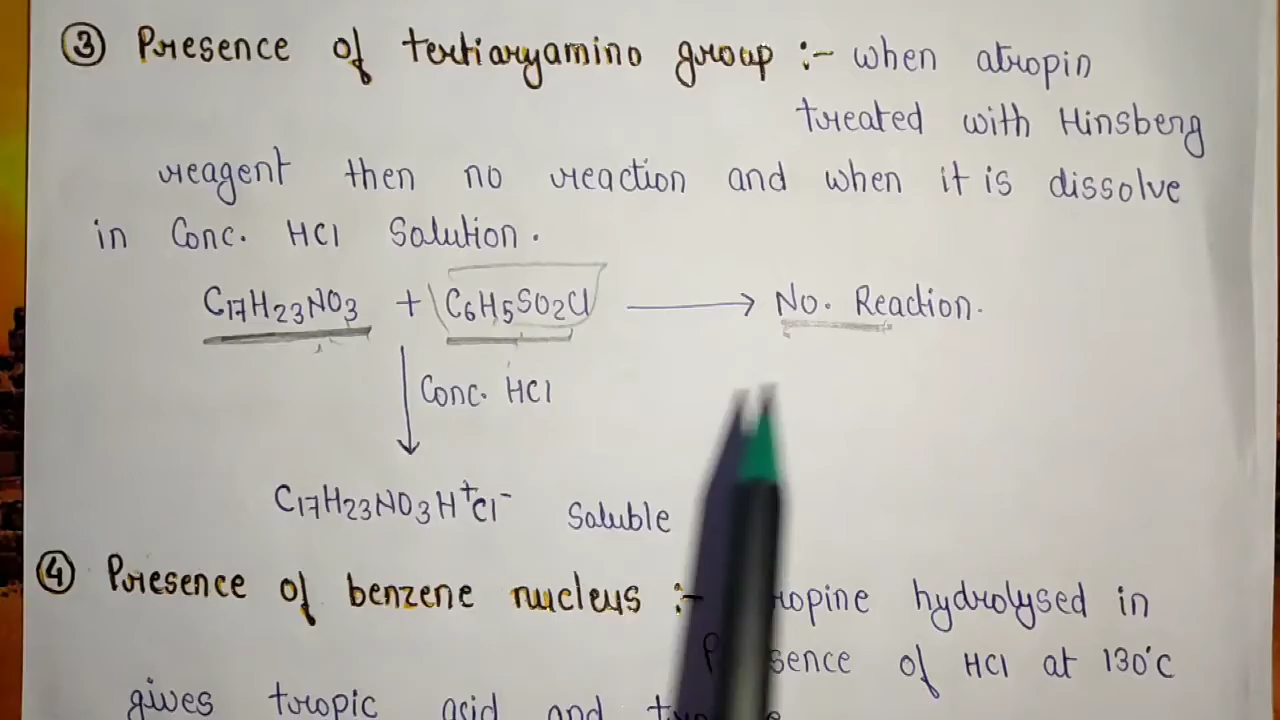 ③ Presence of tertiaryamino group :- when atropin
treated with Hinsberg
reagent then no reaction and when it is dissolve
in Conc. HCl Solution.
C17H23NO3 + C6H5SO2Cl ⟶ No. Reaction.
↓ Conc. HCl
C17H23NO3H⁺Cl⁻ Soluble
④ Presence of benzene nucleus :- ropine hydrolysed in
P sence of HCl at 130°C
gives tropic acid and